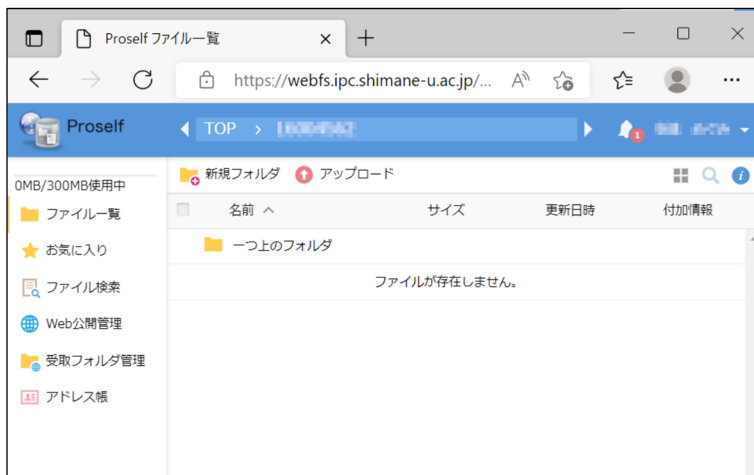 Proself ファイル一覧
https://webfs.ipc.shimane-u.ac.jp/...
Proself
TOP >
1
0MB/300MB使用中
新規フォルダ アップロード
ファイル一覧
名前 サイズ 更新日時 付加情報
お気に入り
一つ上のフォルダ
ファイル検索
ファイルが存在しません。
Web公開管理
受取フォルダ管理
アドレス帳